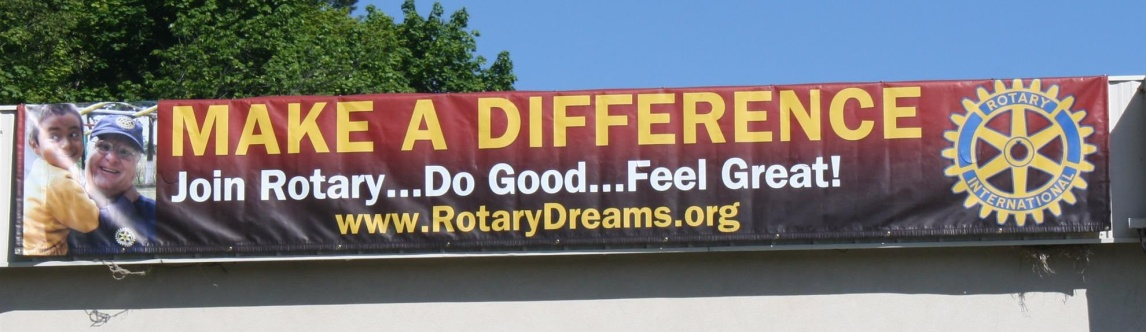 MAKE A DIFFERENCE
Join Rotary...Do Good...Feel Great!
www.RotaryDreams.org
ROTARY
INTERNATIONAL